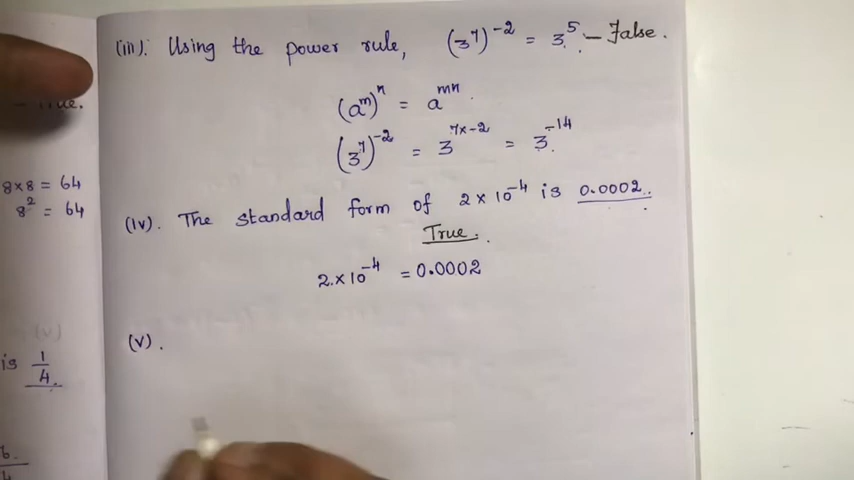 True.
8×8 = 64
8² = 64
is 1/4
(iii). Using the power rule, (3⁷)⁻² = 3⁵. – False.
(aᵐ)ⁿ = aᵐⁿ.
(3⁷)⁻² = 3⁷ˣ⁻² = 3⁻¹⁴.
(iv). The standard form of 2×10⁻⁴ is 0.0002.
True.
2×10⁻⁴ = 0.0002
(v).